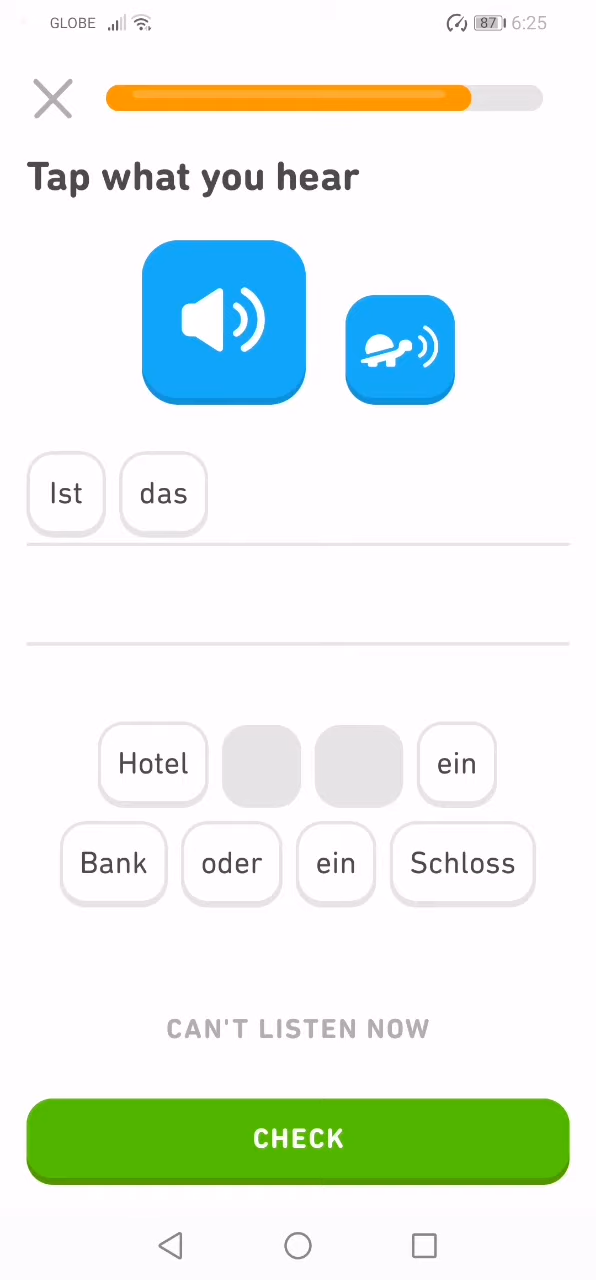 GLOBE 87 6:25
Tap what you hear
Ist das
Hotel ein
Bank oder ein Schloss
CAN'T LISTEN NOW
CHECK